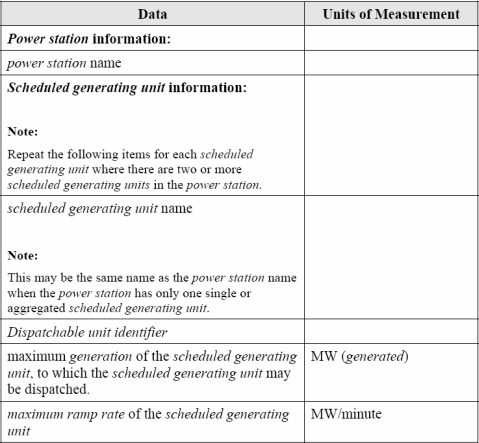 Data Units of Measurement
Power station information:
power station name
Scheduled generating unit information:
Note:
Repeat the following items for each scheduled
generating unit where there are two or more
scheduled generating units in the power station.
scheduled generating unit name
Note:
This may be the same name as the power station name
when the power station has only one single or
aggregated scheduled generating unit.
Dispatchable unit identifier
maximum generation of the scheduled generating MW (generated)
unit, to which the scheduled generating unit may
be dispatched.
maximum ramp rate of the scheduled generating MW/minute
unit